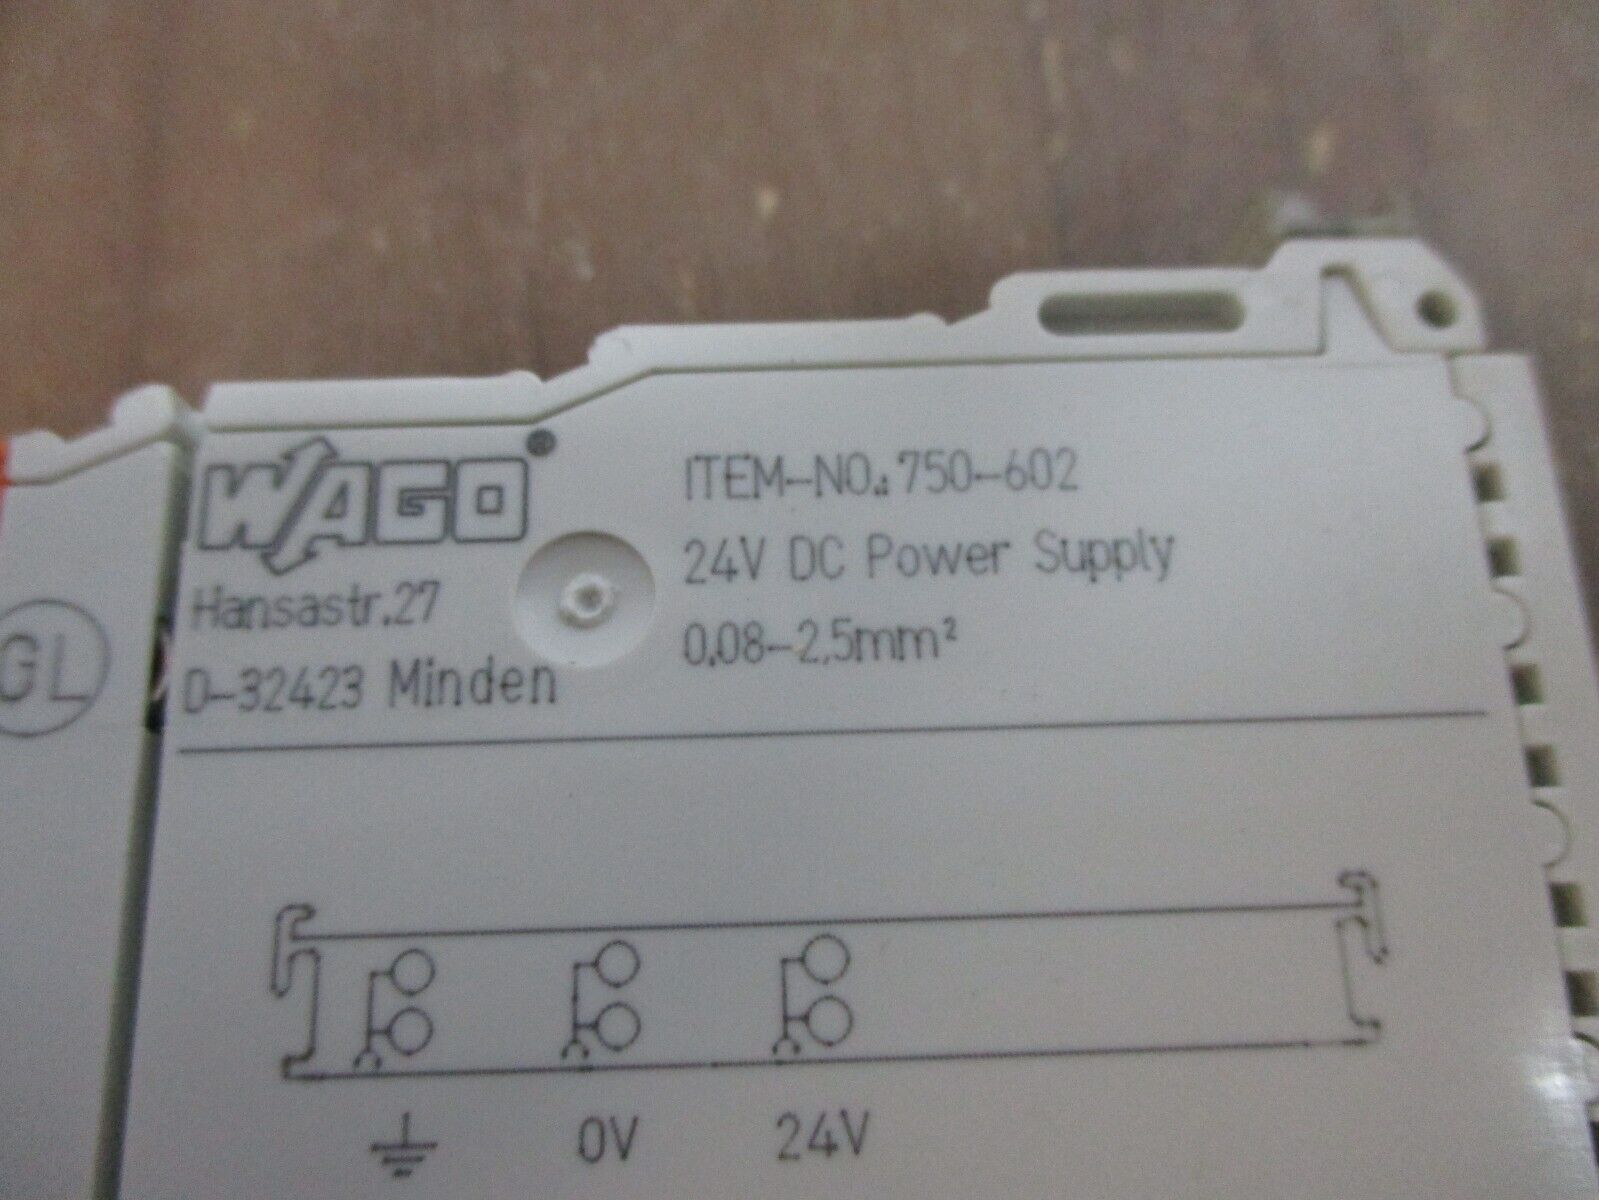 WAGO®
Hansastr.27
D-32423 Minden
ITEM-NO.:750-602
24V DC Power Supply
0,08-2,5mm²
GL
0V
24V